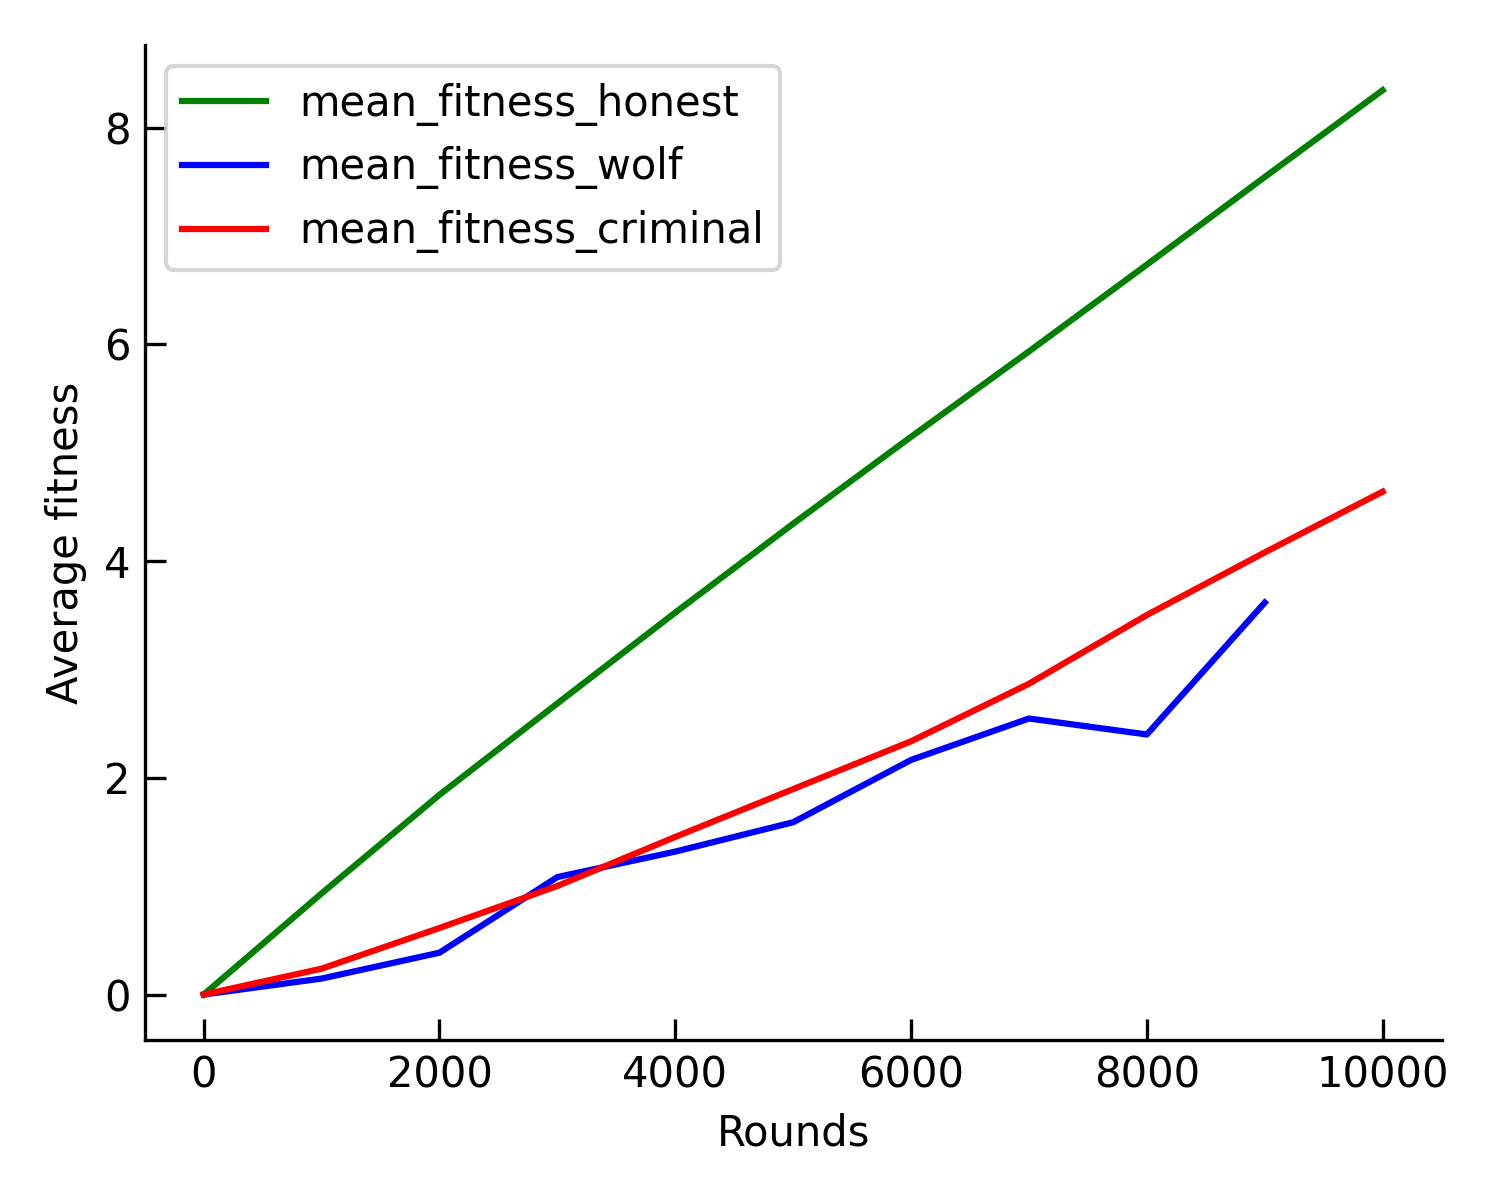 mean_fitness_honest
mean_fitness_wolf
mean_fitness_criminal
8
6
4
2
0
Average fitness
0 2000 4000 6000 8000 10000
Rounds